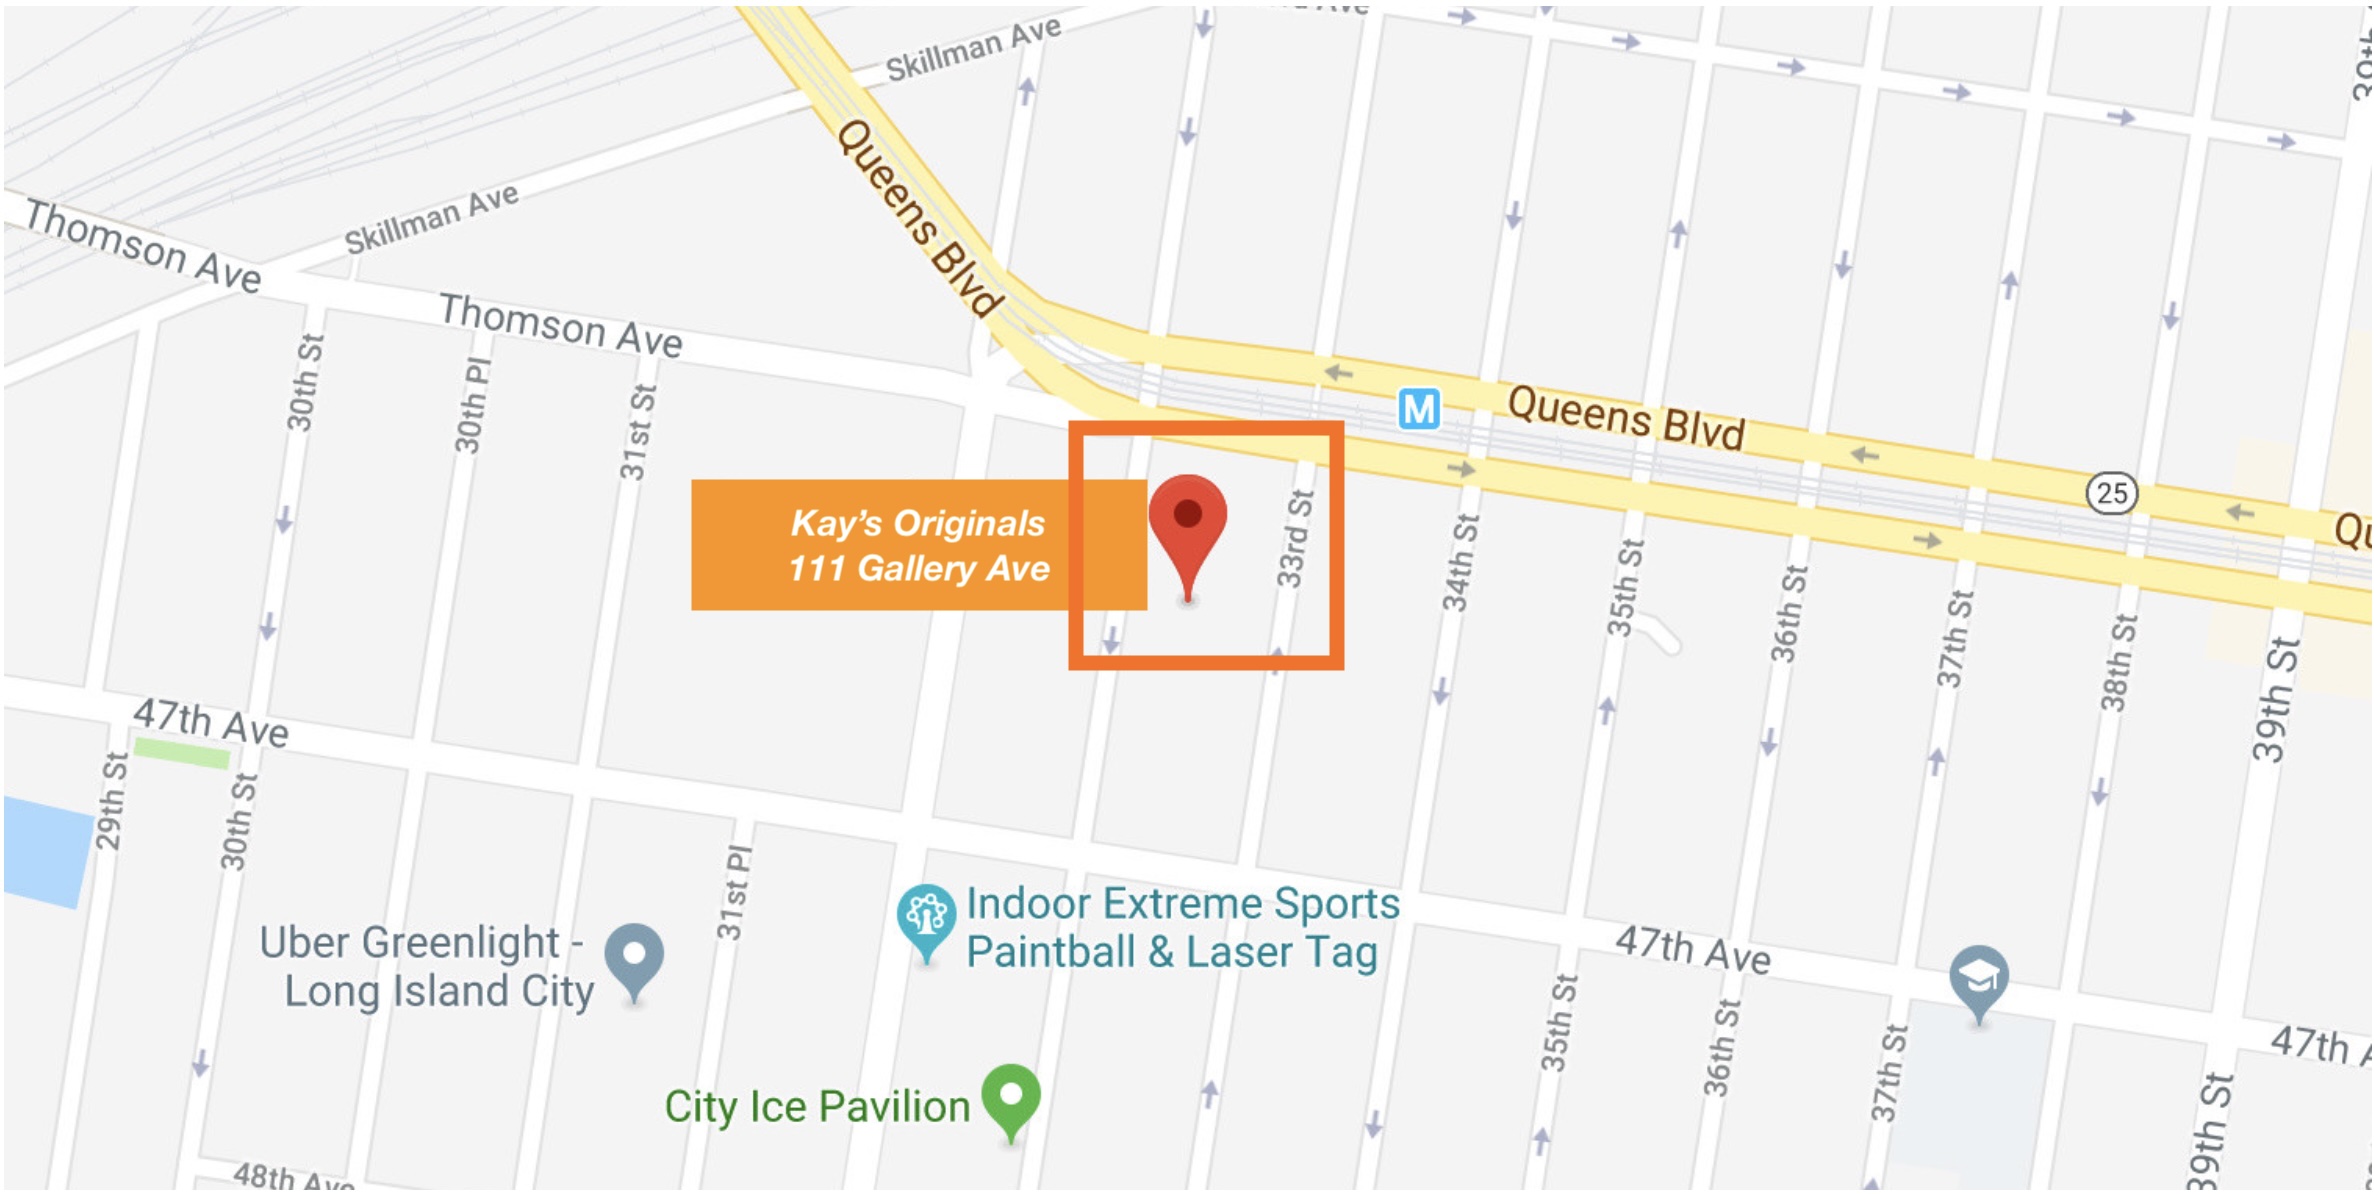 Skillman Ave
Queens Blvd
Skillman Ave
Thomson Ave
Thomson Ave
30th St
30th Pl
31st St
M
Queens Blvd
25
Kay's Originals
111 Gallery Ave
33rd St
34th St
35th St
36th St
37th St
38th St
39th St
47th Ave
29th St
30th St
31st Pl
Indoor Extreme Sports
Paintball & Laser Tag
Uber Greenlight -
Long Island City
47th Ave
35th St
36th St
37th St
39th St
47th A
City Ice Pavilion
48th Ave